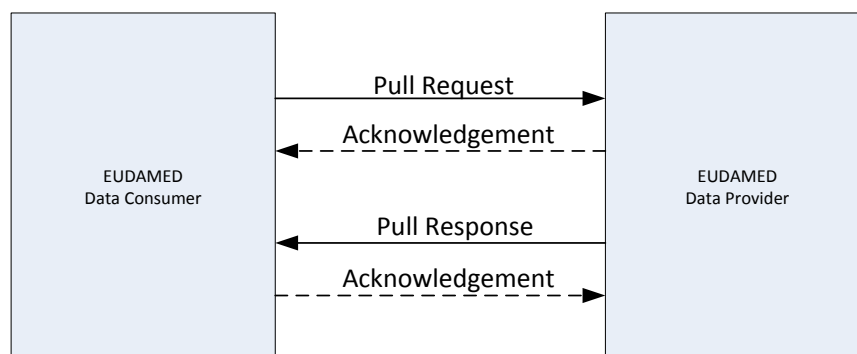 Pull Request
Acknowledgement
EUDAMED
Data Consumer
EUDAMED
Data Provider
Pull Response
Acknowledgement